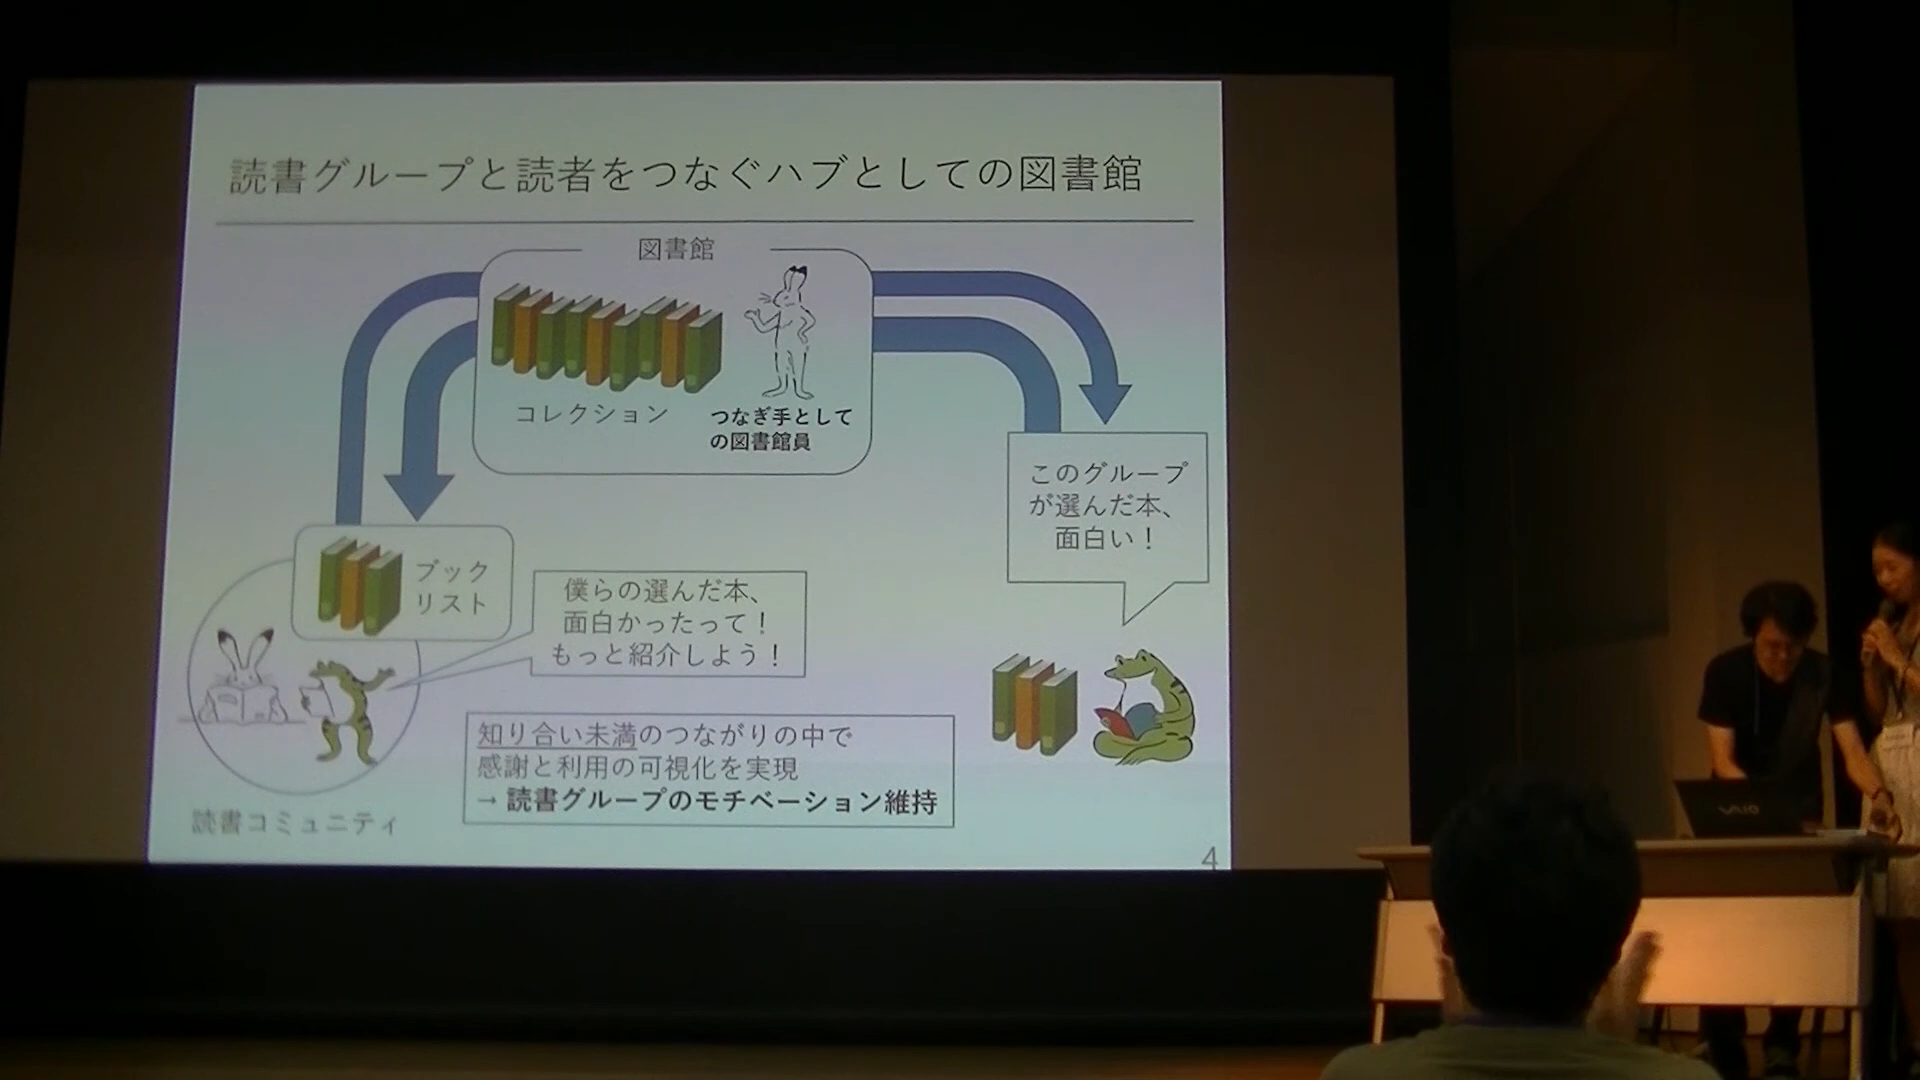 読書グループと読者をつなぐハブとしての図書館
図書館
コレクション
つなぎ手として
の図書館員
このグループ
が選んだ本、
面白い！
ブック
リスト
僕らの選んだ本、
面白かったって！
もっと紹介しよう！
知り合い未満のつながりの中で
感謝と利用の可視化を実現
→ 読書グループのモチベーション維持
読書コミュニティ
4
VAIO